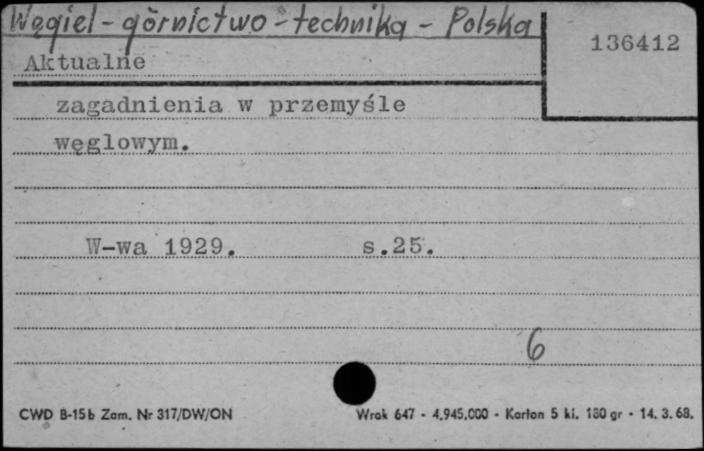 Węgiel - górnictwo - technika - Polska
136412
Aktualne
zagadnienia w przemyśle
węglowym.
W-wa 1929. s.25.
6
CWD B-15b Zam. Nr 317/DW/ON Wrak 647 - 4.945.000 - Karton 5 kl. 180 gr - 14. 3. 68.